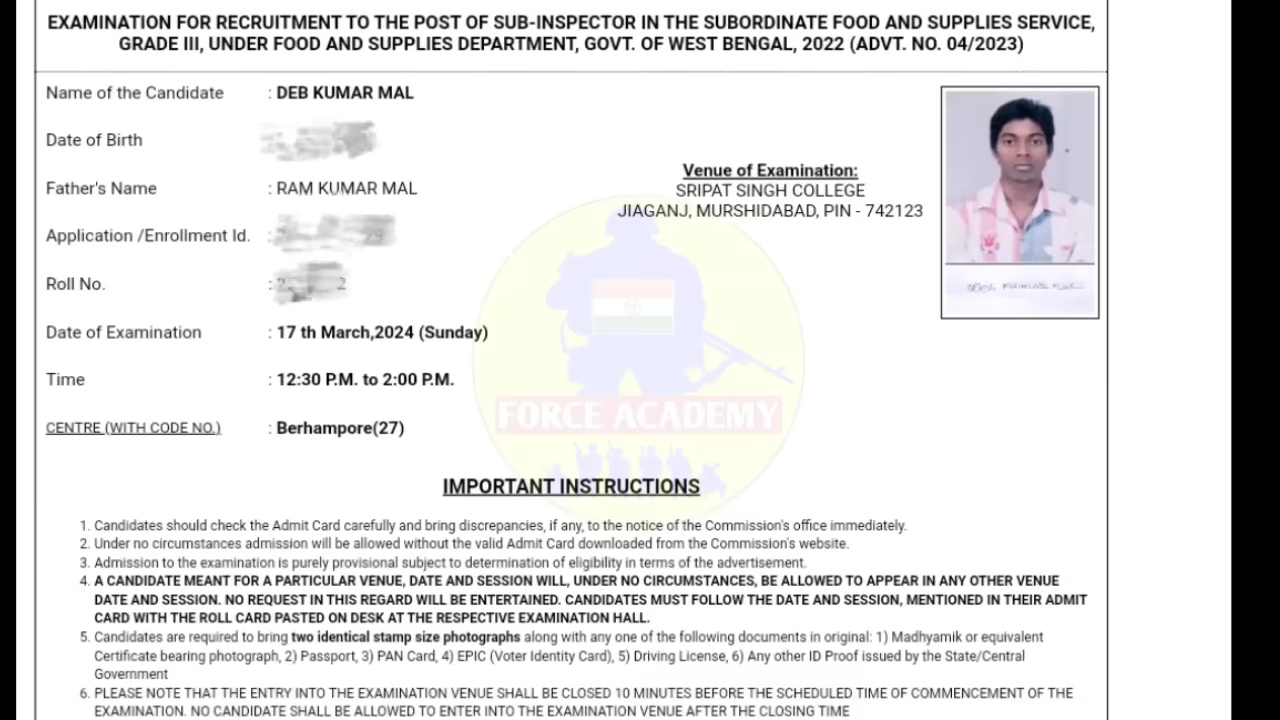 EXAMINATION FOR RECRUITMENT TO THE POST OF SUB-INSPECTOR IN THE SUBORDINATE FOOD AND SUPPLIES SERVICE,
GRADE III, UNDER FOOD AND SUPPLIES DEPARTMENT, GOVT. OF WEST BENGAL, 2022 (ADVT. NO. 04/2023)
Name of the Candidate : DEB KUMAR MAL
Date of Birth
Father's Name : RAM KUMAR MAL
Application /Enrollment Id. :
Roll No. :
Date of Examination : 17 th March,2024 (Sunday)
Time : 12:30 P.M. to 2:00 P.M.
CENTRE (WITH CODE NO.) : Berhampore(27)
Venue of Examination:
SRIPAT SINGH COLLEGE
JIAGANJ, MURSHIDABAD, PIN - 742123
FORCE ACADEMY
IMPORTANT INSTRUCTIONS
1. Candidates should check the Admit Card carefully and bring discrepancies, if any, to the notice of the Commission's office immediately.
2. Under no circumstances admission will be allowed without the valid Admit Card downloaded from the Commission's website.
3. Admission to the examination is purely provisional subject to determination of eligibility in terms of the advertisement.
4. A CANDIDATE MEANT FOR A PARTICULAR VENUE, DATE AND SESSION WILL, UNDER NO CIRCUMSTANCES, BE ALLOWED TO APPEAR IN ANY OTHER VENUE
DATE AND SESSION. NO REQUEST IN THIS REGARD WILL BE ENTERTAINED. CANDIDATES MUST FOLLOW THE DATE AND SESSION, MENTIONED IN THEIR ADMIT
CARD WITH THE ROLL CARD PASTED ON DESK AT THE RESPECTIVE EXAMINATION HALL.
5. Candidates are required to bring two identical stamp size photographs along with any one of the following documents in original: 1) Madhyamik or equivalent
Certificate bearing photograph, 2) Passport, 3) PAN Card, 4) EPIC (Voter Identity Card), 5) Driving License, 6) Any other ID Proof issued by the State/Central
Government
6. PLEASE NOTE THAT THE ENTRY INTO THE EXAMINATION VENUE SHALL BE CLOSED 10 MINUTES BEFORE THE SCHEDULED TIME OF COMMENCEMENT OF THE
EXAMINATION. NO CANDIDATE SHALL BE ALLOWED TO ENTER INTO THE EXAMINATION VENUE AFTER THE CLOSING TIME